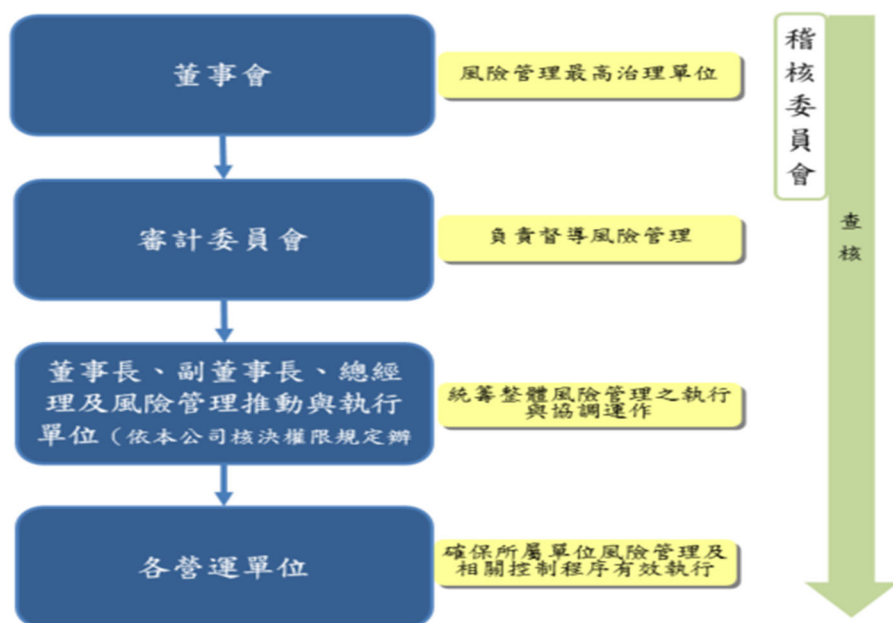 董事會
風險管理最高治理單位
審計委員會
負責督導風險管理
董事長、副董事長、總經
理及風險管理推動與執行
單位（依本公司核決權限規定辦
統籌整體風險管理之執行
與協調運作
各營運單位
確保所屬單位風險管理及
相關控制程序有效執行
稽核委員會
查核